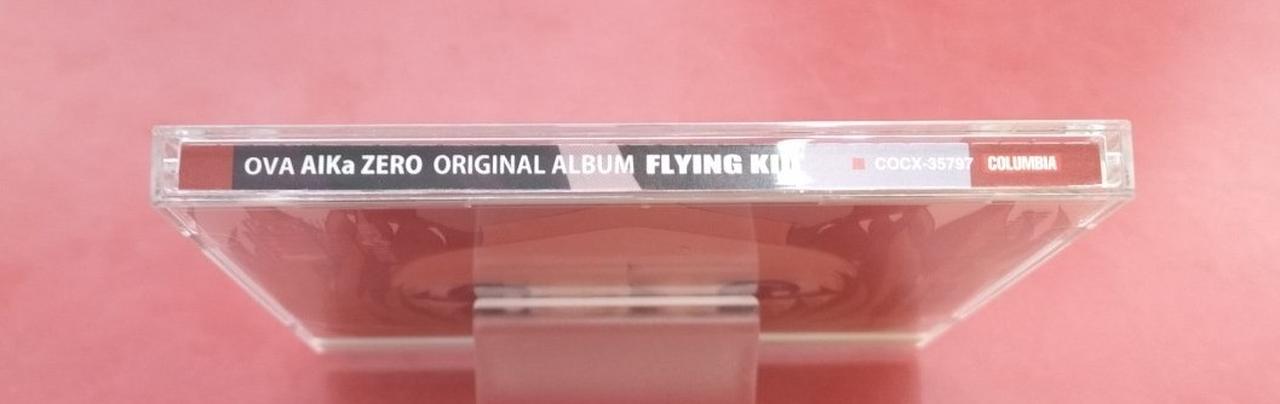 OVA AIKa ZERO ORIGINAL ALBUM FLYING COCX-35797 COLUMBIA